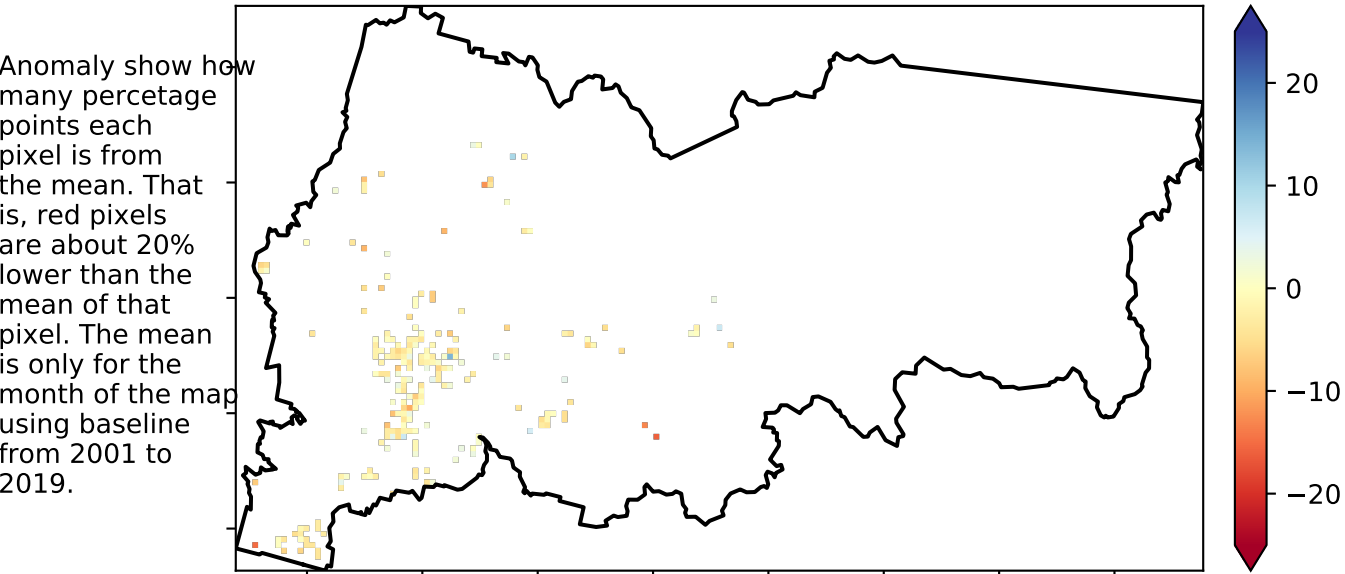 Anomaly show how
many percetage
points each
pixel is from
the mean. That
is, red pixels
are about 20%
lower than the
mean of that
pixel. The mean
is only for the
month of the map
using baseline
from 2001 to
2019.
20
10
0
−10
−20